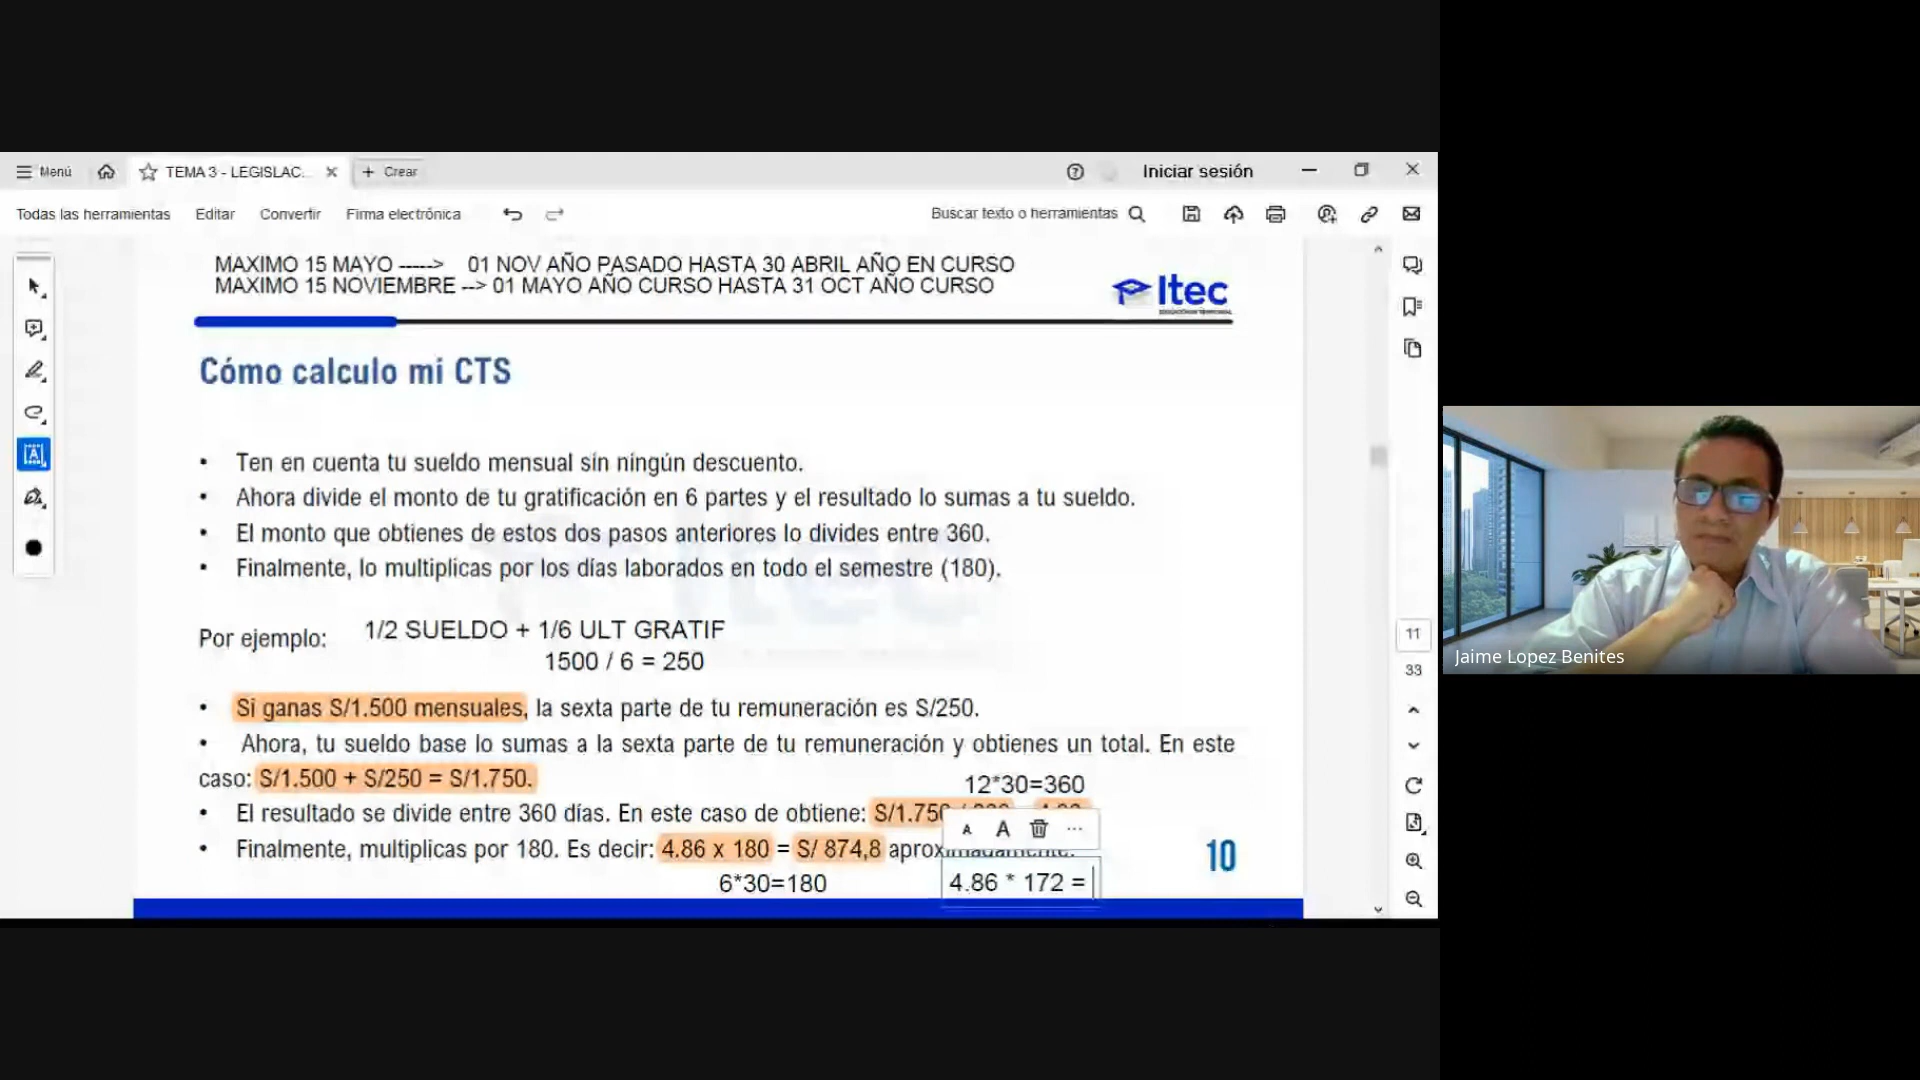 Menú
TEMA 3 - LEGISLAC...
Crear
Iniciar sesión
Todas las herramientas
Editar
Convertir
Firma electrónica
Buscar texto o herramientas
MAXIMO 15 MAYO -----> 01 NOV AÑO PASADO HASTA 30 ABRIL AÑO EN CURSO
MAXIMO 15 NOVIEMBRE --> 01 MAYO AÑO CURSO HASTA 31 OCT AÑO CURSO
Itec
Cómo calculo mi CTS
• Ten en cuenta tu sueldo mensual sin ningún descuento.
• Ahora divide el monto de tu gratificación en 6 partes y el resultado lo sumas a tu sueldo.
• El monto que obtienes de estos dos pasos anteriores lo divides entre 360.
• Finalmente, lo multiplicas por los días laborados en todo el semestre (180).
Por ejemplo: 1/2 SUELDO + 1/6 ULT GRATIF
1500 / 6 = 250
• Si ganas S/1.500 mensuales, la sexta parte de tu remuneración es S/250.
• Ahora, tu sueldo base lo sumas a la sexta parte de tu remuneración y obtienes un total. En este
caso: S/1.500 + S/250 = S/1.750.
12*30=360
• El resultado se divide entre 360 días. En este caso de obtiene: S/1.750
• Finalmente, multiplicas por 180. Es decir: 4.86 x 180 = S/ 874,8 aproximadamente.
6*30=180
4.86 * 172 =
10
11
33
Jaime Lopez Benites